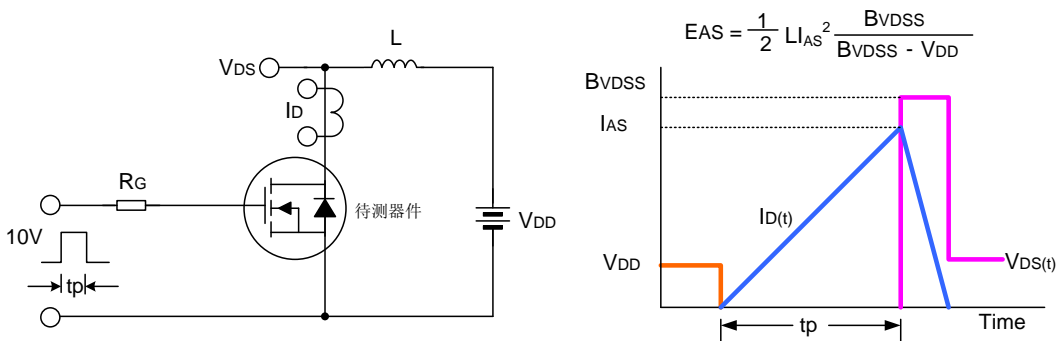 VDS
L
ID
RG
10V
tp
待测器件
VDD
EAS = 1/2 LIAS² BVDSS / (BVDSS - VDD)
BVDSS
IAS
ID(t)
VDD
VDS(t)
tp
Time